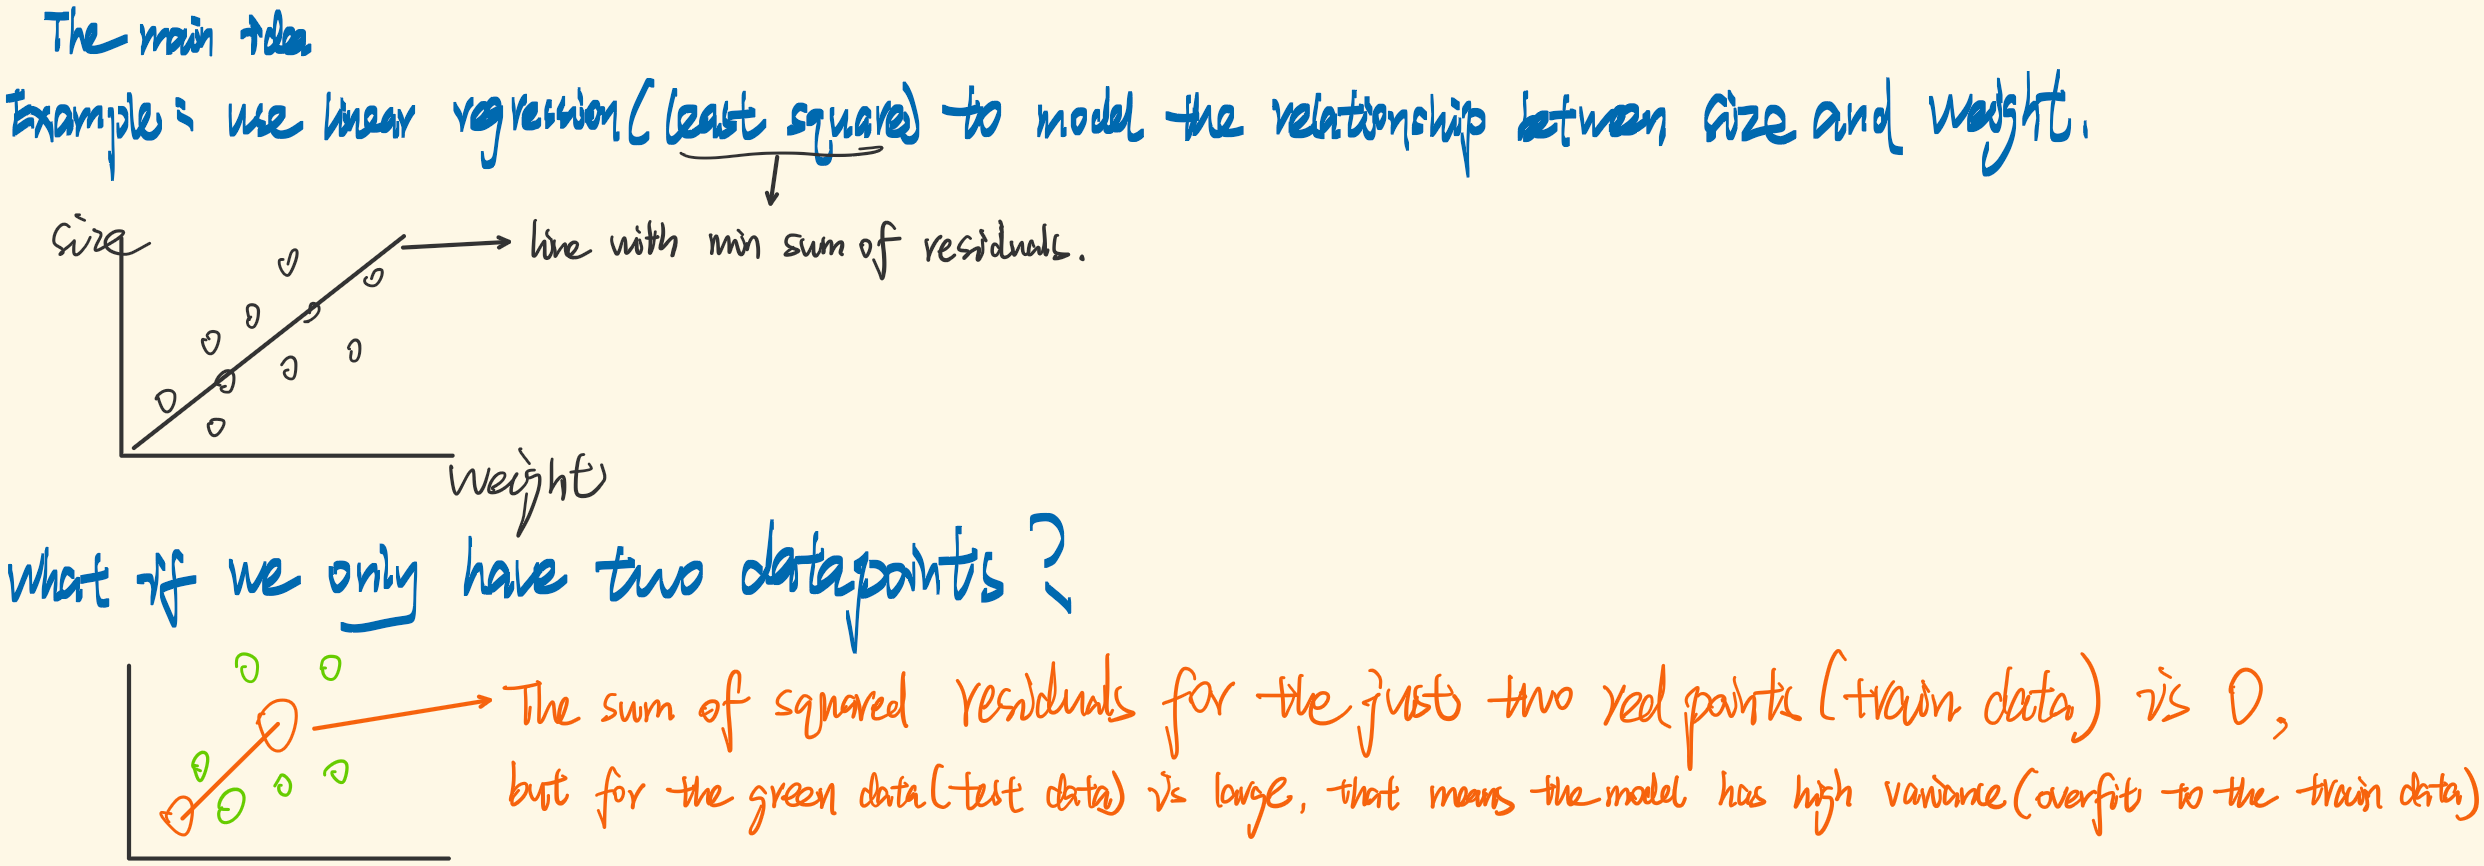 The main idea
Example: use linear regression (least square) to model the relationship between size and weight.
size
line with min sum of residuals.
weight
what if we only have two datapoints?
The sum of squared residuals for the just two red points (train data) is 0,
but for the green data (test data) is large, that means the model has high variance (overfit to the train data)